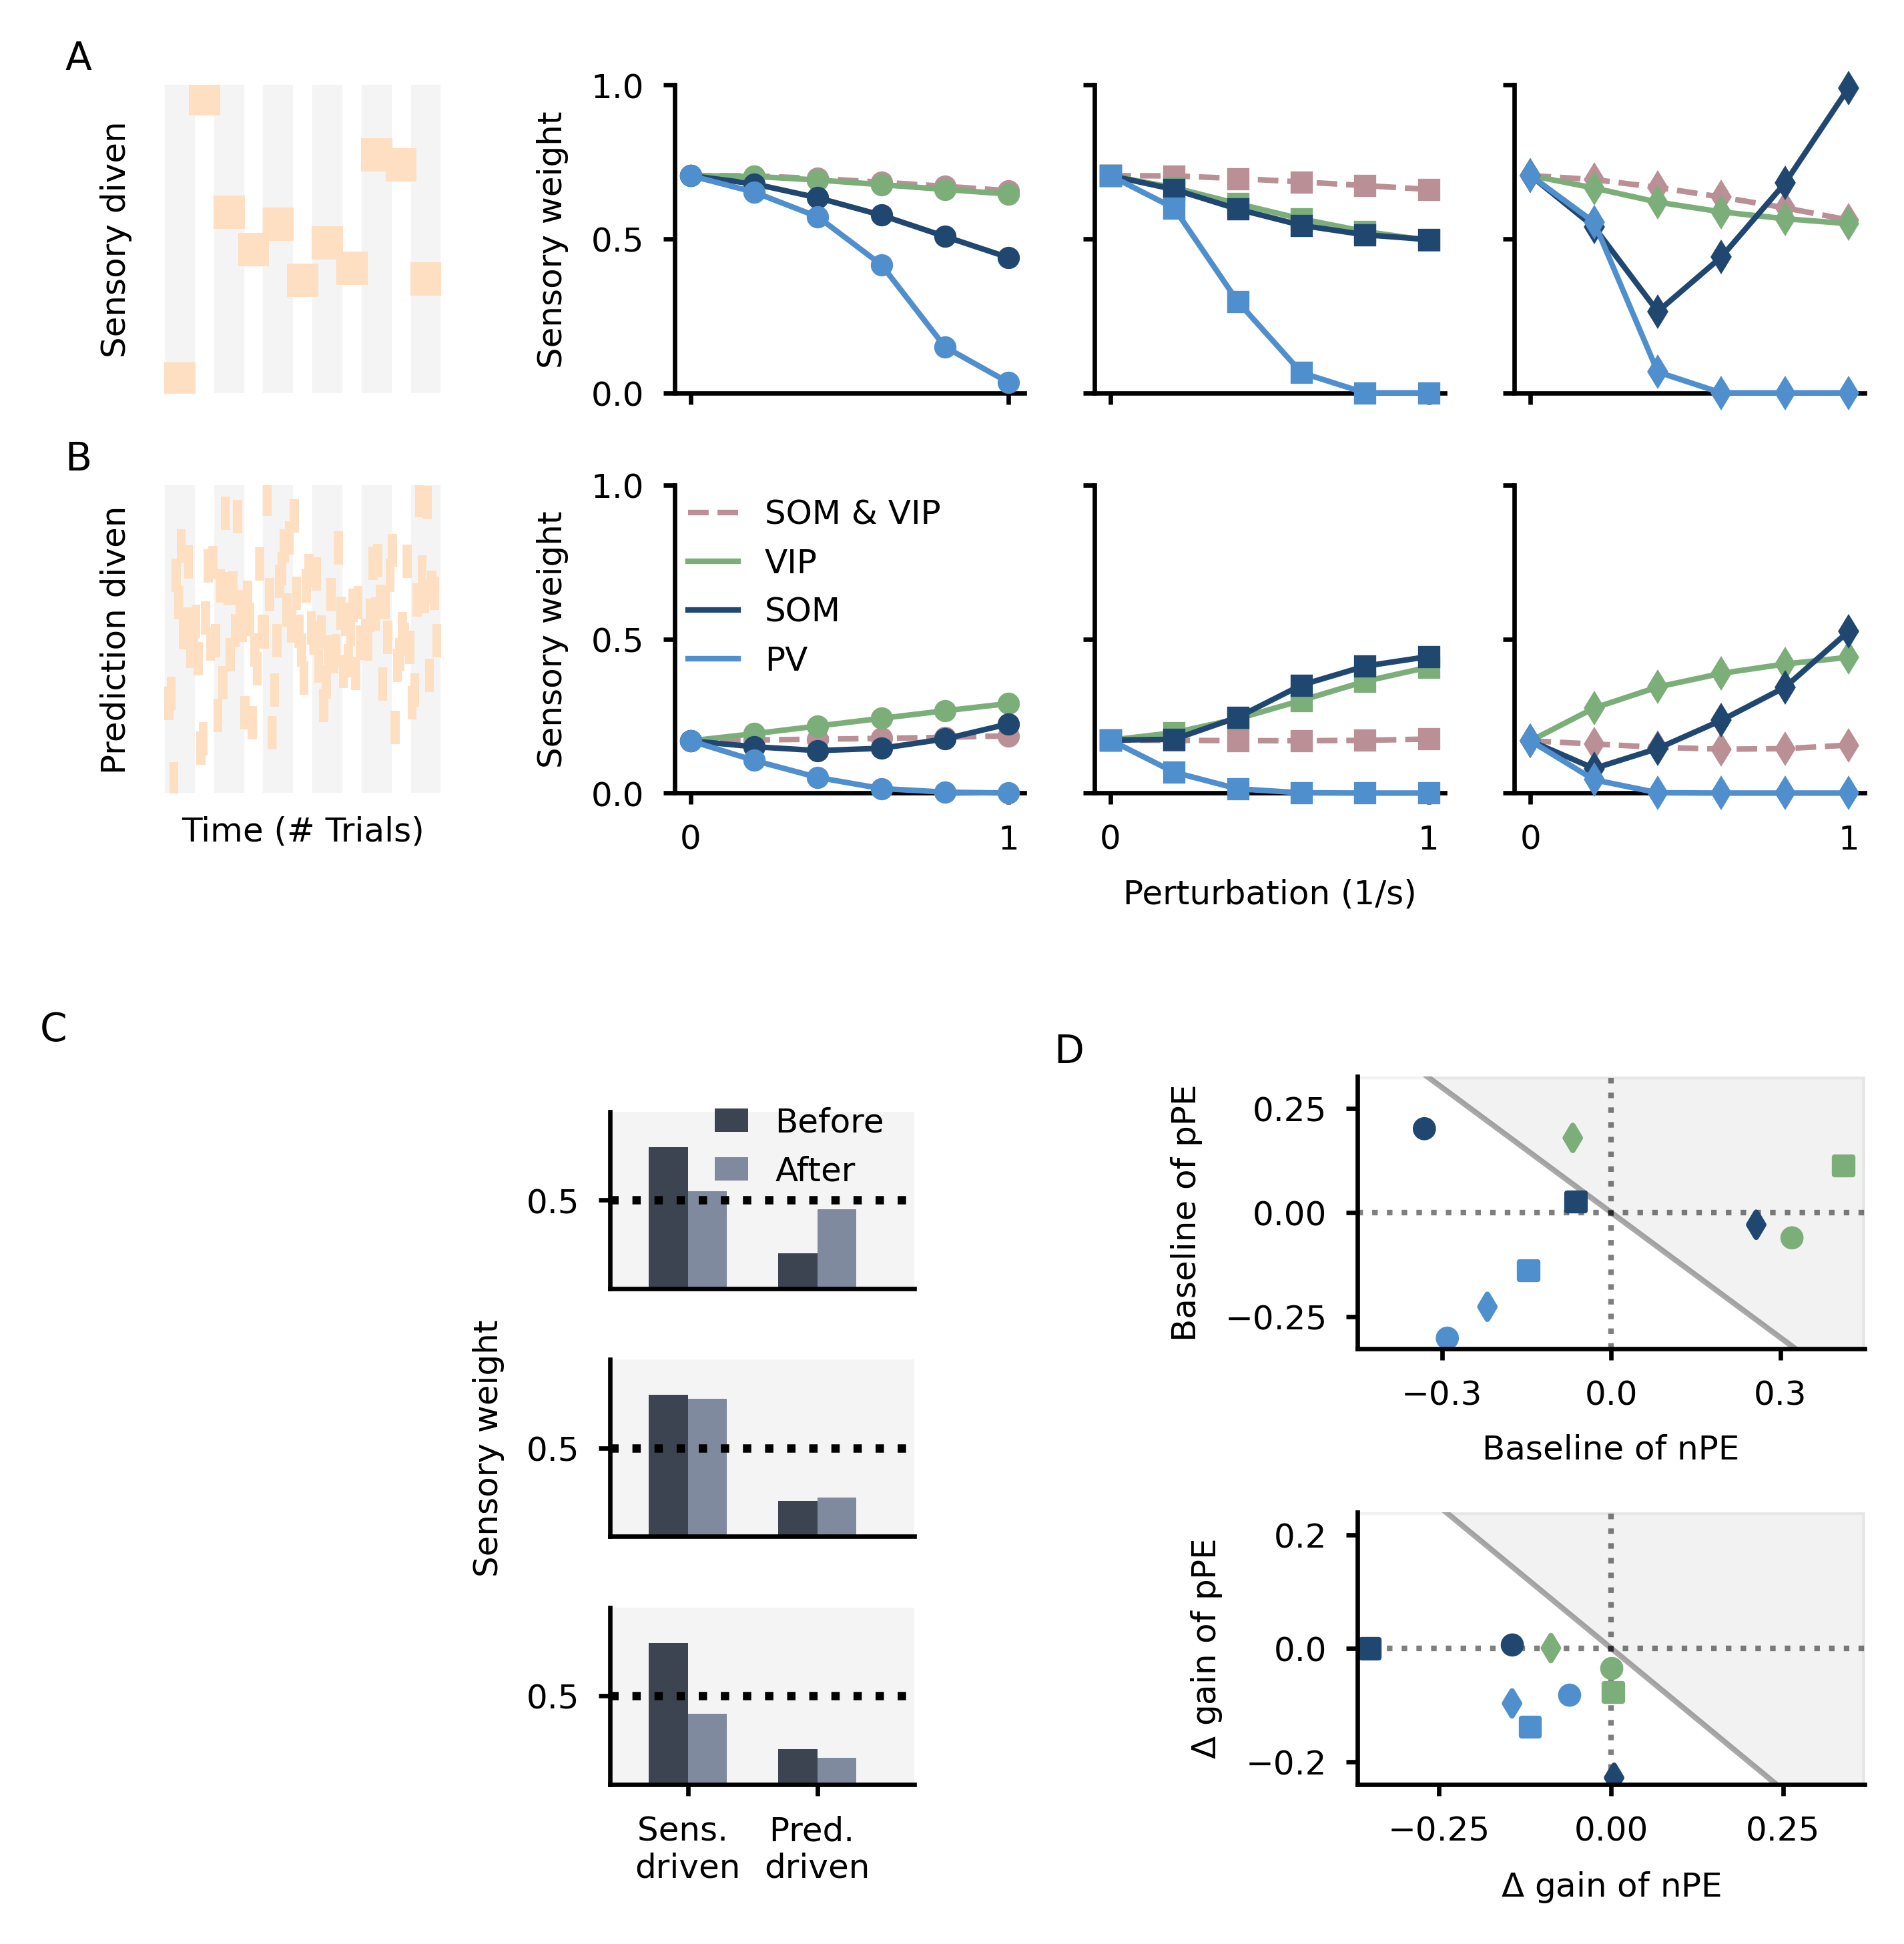 A
Sensory diven
Sensory weight
1.0
0.5
0.0
B
Prediction diven
Time (# Trials)
Sensory weight
1.0
0.5
0.0
SOM & VIP
VIP
SOM
PV
0
1
0
1
0
1
Perturbation (1/s)
C
Sensory weight
Before
After
0.5
0.5
0.5
Sens.
driven
Pred.
driven
D
Baseline of pPE
0.25
0.00
−0.25
−0.3
0.0
0.3
Baseline of nPE
Δ gain of pPE
0.2
0.0
−0.2
−0.25
0.00
0.25
Δ gain of nPE